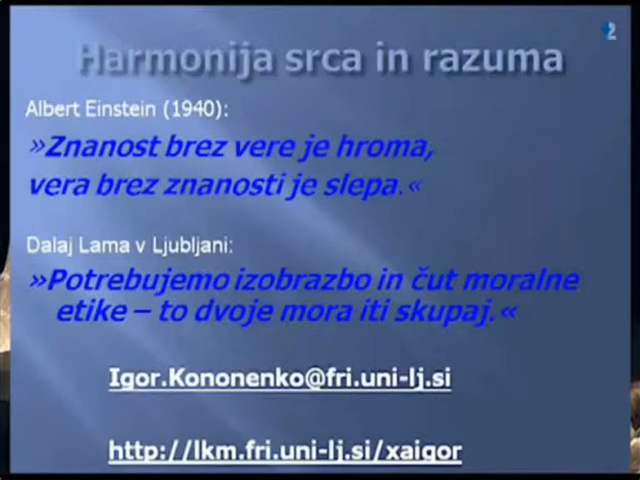 2
Harmonija srca in razuma
Albert Einstein (1940):
»Znanost brez vere je hroma,
vera brez znanosti je slepa.«
Dalaj Lama v Ljubljani:
»Potrebujemo izobrazbo in čut moralne
etike – to dvoje mora iti skupaj.«
Igor.Kononenko@fri.uni-lj.si
http://lkm.fri.uni-lj.si/xaigor